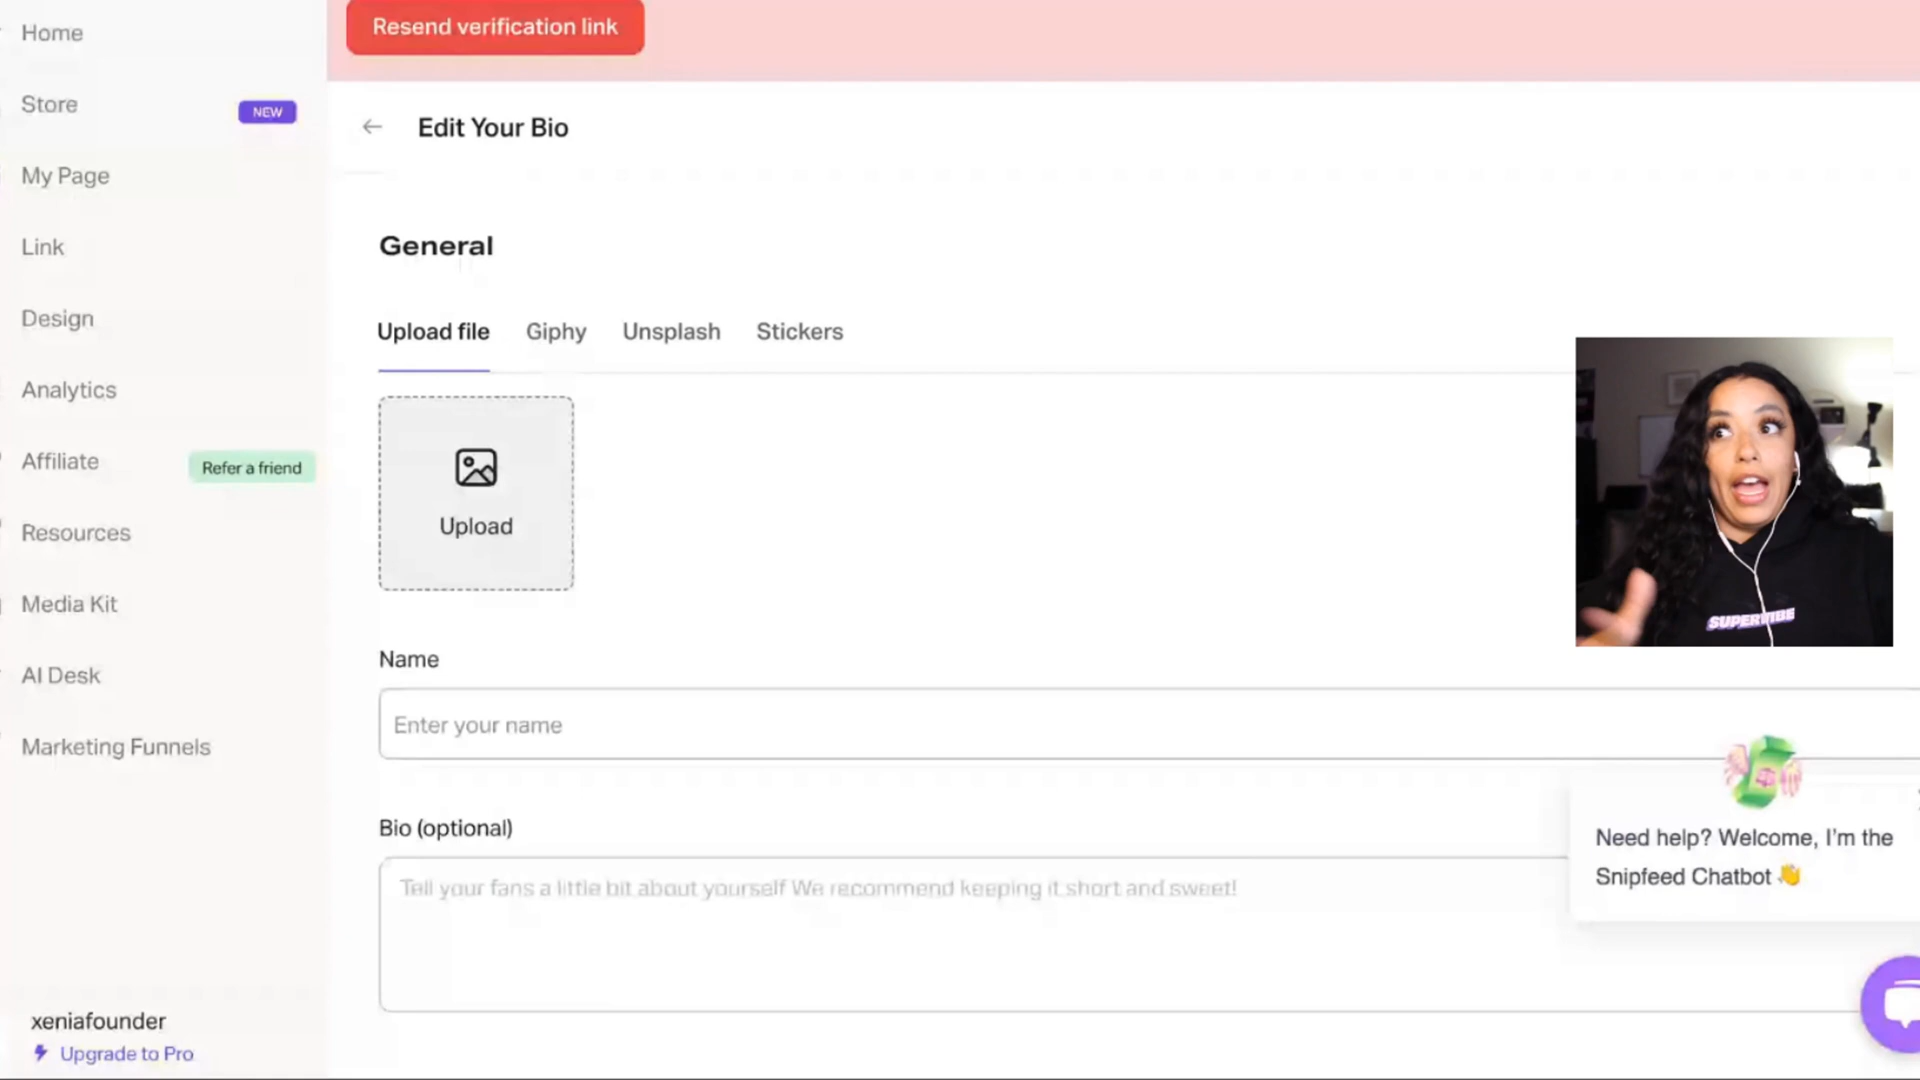 Home
Store
NEW
My Page
Link
Design
Analytics
Affiliate
Refer a friend
Resources
Media Kit
AI Desk
Marketing Funnels
xeniafounder
Upgrade to Pro
Resend verification link
Edit Your Bio
General
Upload file
Giphy
Unsplash
Stickers
Upload
Name
Enter your name
Bio (optional)
Tell your fans a little bit about yourself We recommend keeping it short and sweet!
SUPERVIBE
Need help? Welcome, I'm the
Snipfeed Chatbot 👋